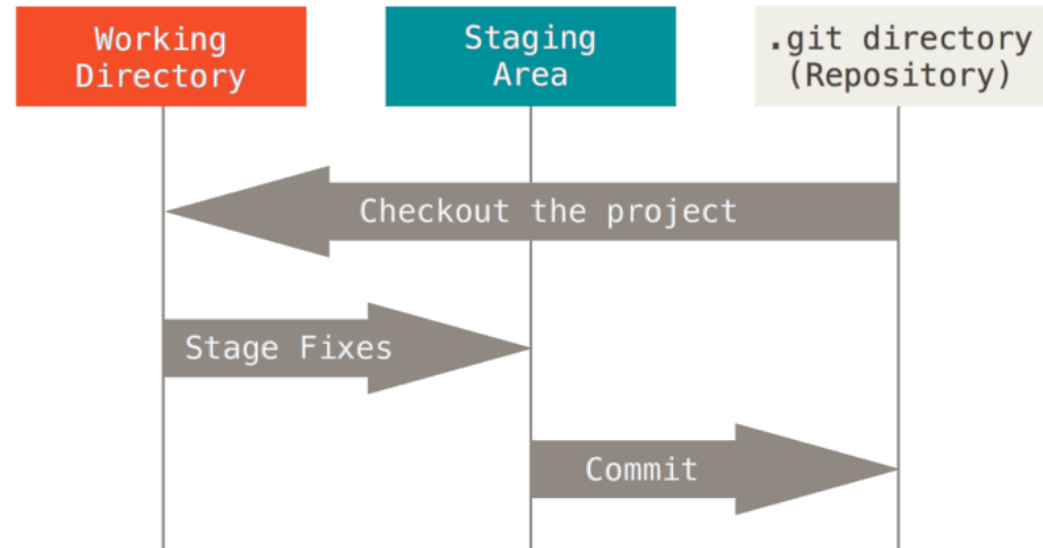 Working
Directory
Staging
Area
.git directory
(Repository)
Checkout the project
Stage Fixes
Commit